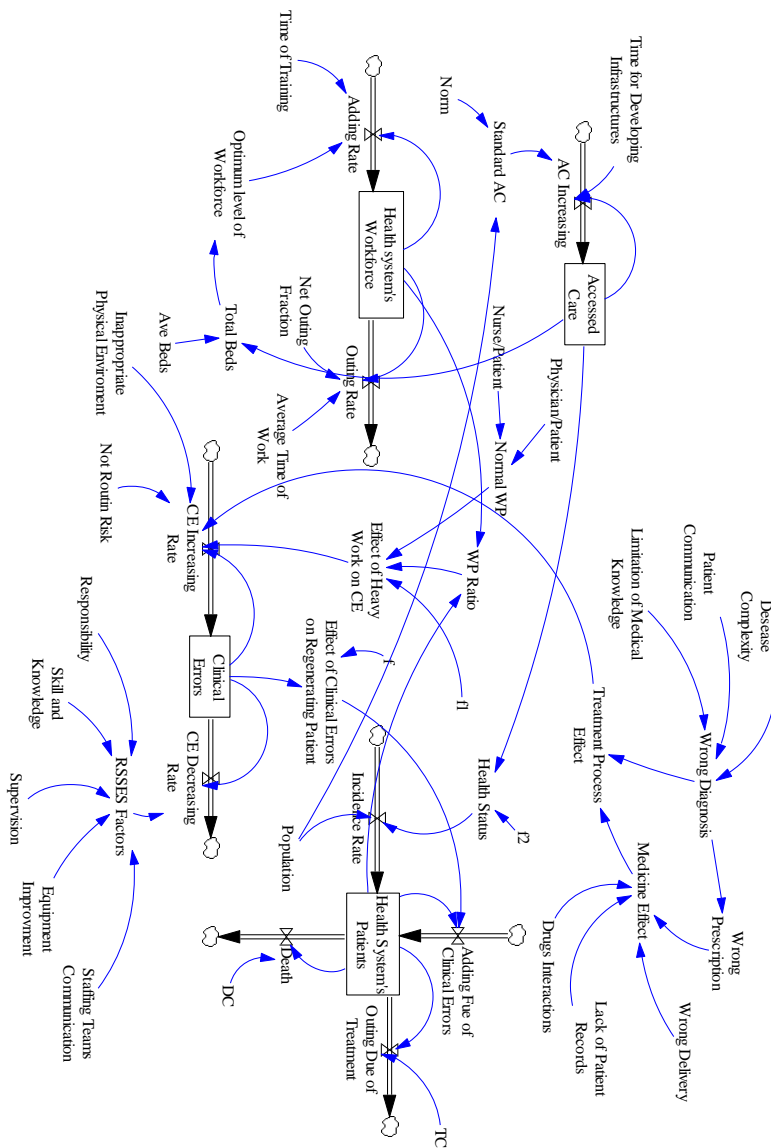 Desease
Complexity
Patient
Communication
Limitation of Medical
Knowledge
Wrong Diagnosis
Wrong
Prescription
Wrong Delivery
Treatment Process
Effect
Medicine Effect
Lack of Patient
Records
Drugs Interactions
Time for Developing
Infrastructures
AC Increasing
Accessed
Care
Physician/Patient
Norm
Standard AC
Nurse/Patient
Normal WP
WP Ratio
f1
Health Status
f2
Time of Training
Adding Rate
Health system's
Workforce
Outing Rate
Net Outing
Fraction
Average Time of
Work
Effect of Heavy
Work on CE
f
Effect of Clinical Errors
on Regenerating Patient
Incidence Rate
Population
Adding Fue of
Clinical Errors
Health System's
Patients
Outing Due of
Treatment
TC
Death
DC
Optimum level of
Workforce
Total Beds
Ave Beds
Inappropriate
Physical Enviroment
Not Routin Risk
CE Increasing
Rate
Clinical
Errors
CE Decreasing
Rate
Responsibility
Skill and
Knowledge
RSSES Factors
Supervision
Equipment
Improvment
Staffing Teams
Communication